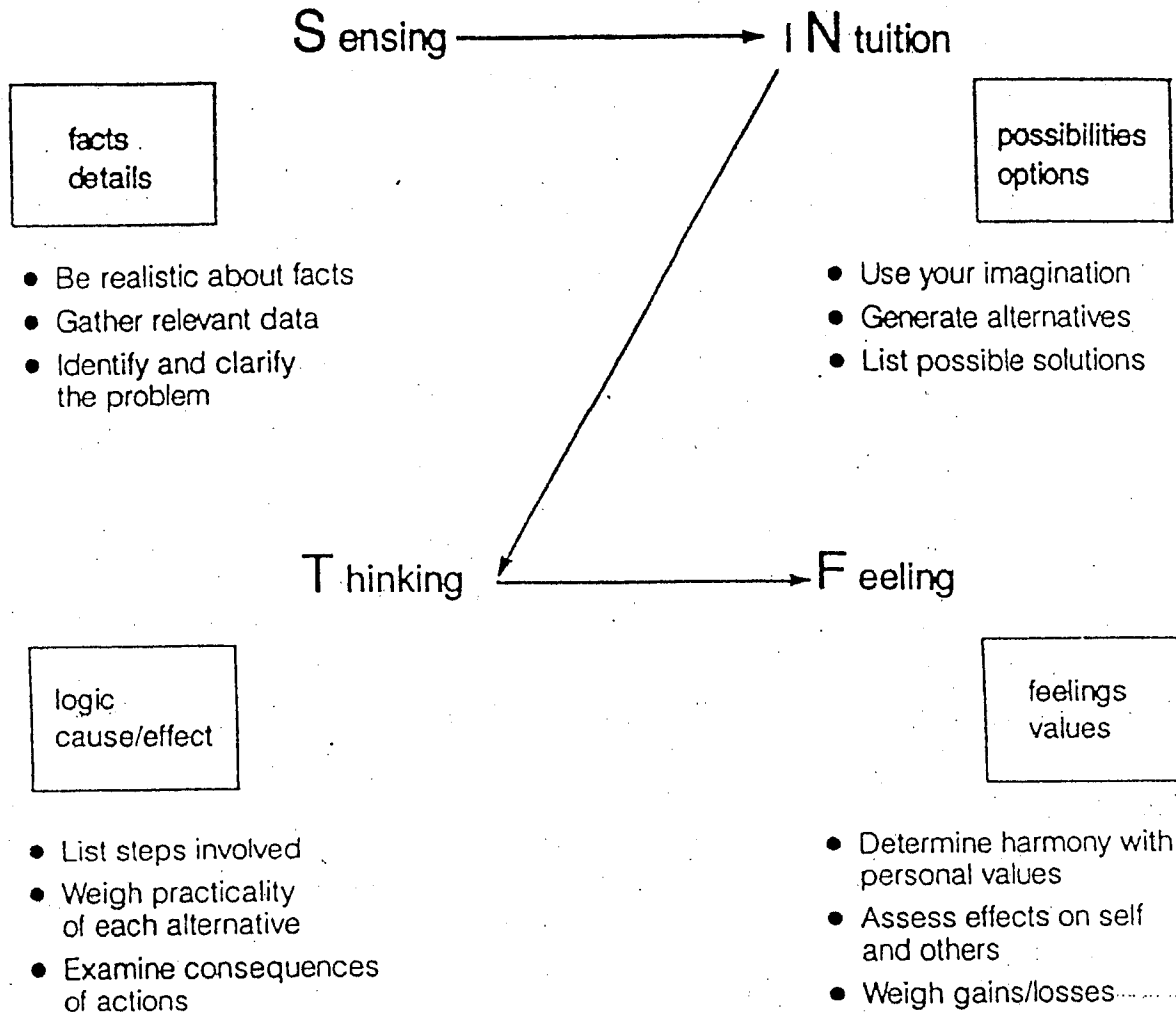 Sensing iNtuition
facts
details
possibilities
options
● Be realistic about facts
● Gather relevant data
● Identify and clarify
the problem
● Use your imagination
● Generate alternatives
● List possible solutions
Thinking Feeling
logic
cause/effect
feelings
values
● List steps involved
● Weigh practicality
of each alternative
● Examine consequences
of actions
● Determine harmony with
personal values
● Assess effects on self
and others
● Weigh gains/losses